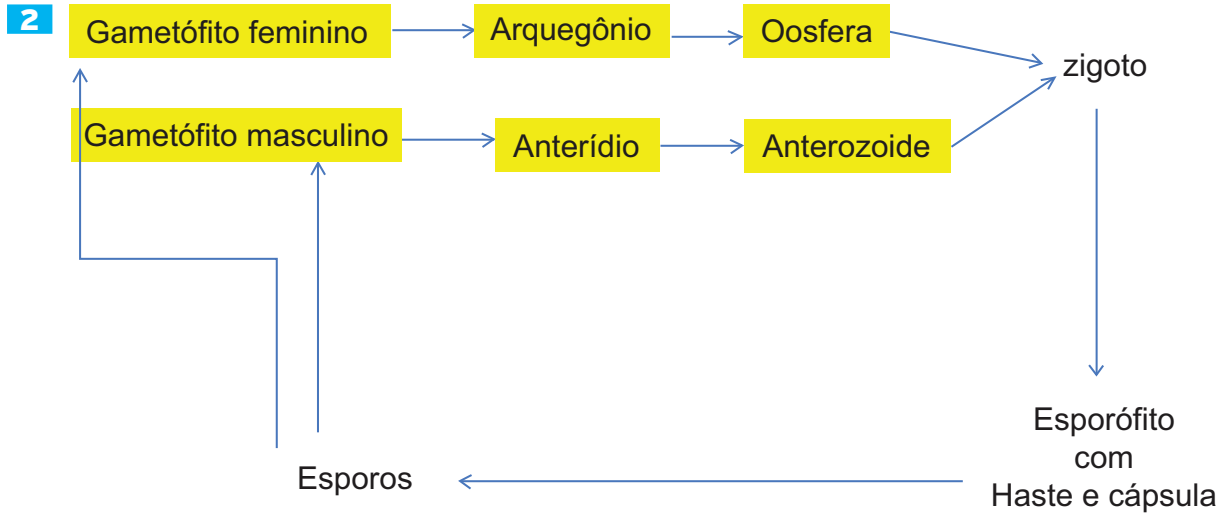 2
Gametófito feminino
Arquegônio
Oosfera
zigoto
Gametófito masculino
Anterídio
Anterozoide
Esporófito
com
Haste e cápsula
Esporos